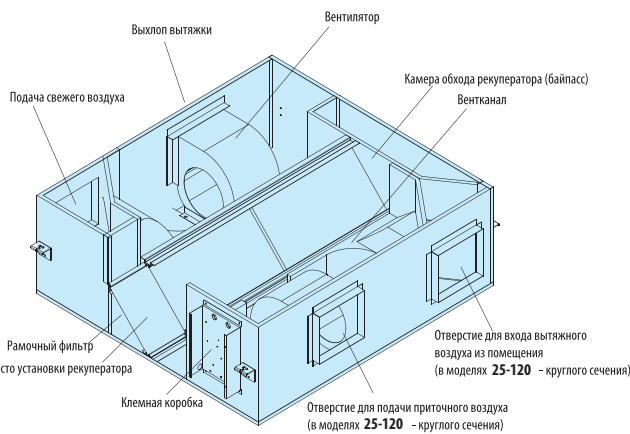 Вентилятор
Выхлоп вытяжки
Камера обхода рекуператора (байпасс)
Подача свежего воздуха
Вентканал
Рамочный фильтр
сто установки рекуператора
Клемная коробка
Отверстие для входа вытяжного
воздуха из помещения
(в моделях 25-120 - круглого сечения)
Отверстие для подачи приточного воздуха
(в моделях 25-120 - круглого сечения)